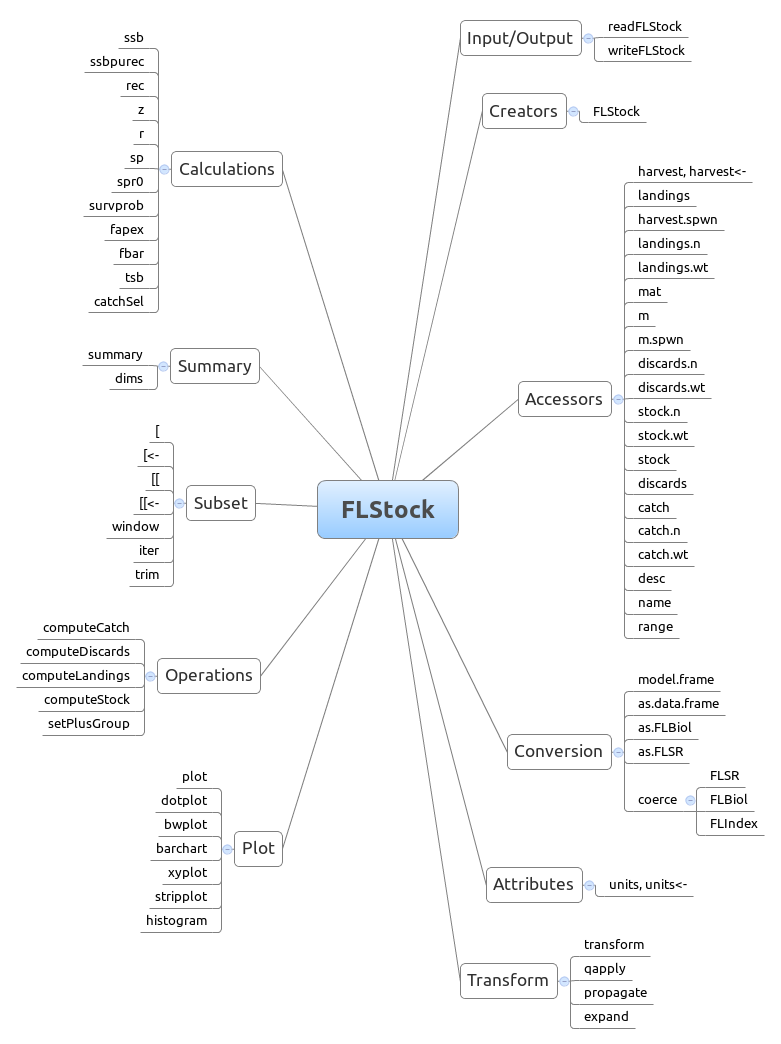 FLStock
Input/Output
readFLStock
writeFLStock
Creators
FLStock
Accessors
harvest, harvest<-
landings
harvest.spwn
landings.n
landings.wt
mat
m
m.spwn
discards.n
discards.wt
stock.n
stock.wt
stock
discards
catch
catch.n
catch.wt
desc
name
range
Conversion
model.frame
as.data.frame
as.FLBiol
as.FLSR
coerce
FLSR
FLBiol
FLIndex
Attributes
units, units<-
Transform
transform
qapply
propagate
expand
Calculations
ssb
ssbpurec
rec
z
r
sp
spr0
survprob
fapex
fbar
tsb
catchSel
Summary
summary
dims
Subset
[
[<-
[[
[[<-
window
iter
trim
Operations
computeCatch
computeDiscards
computeLandings
computeStock
setPlusGroup
Plot
plot
dotplot
bwplot
barchart
xyplot
stripplot
histogram